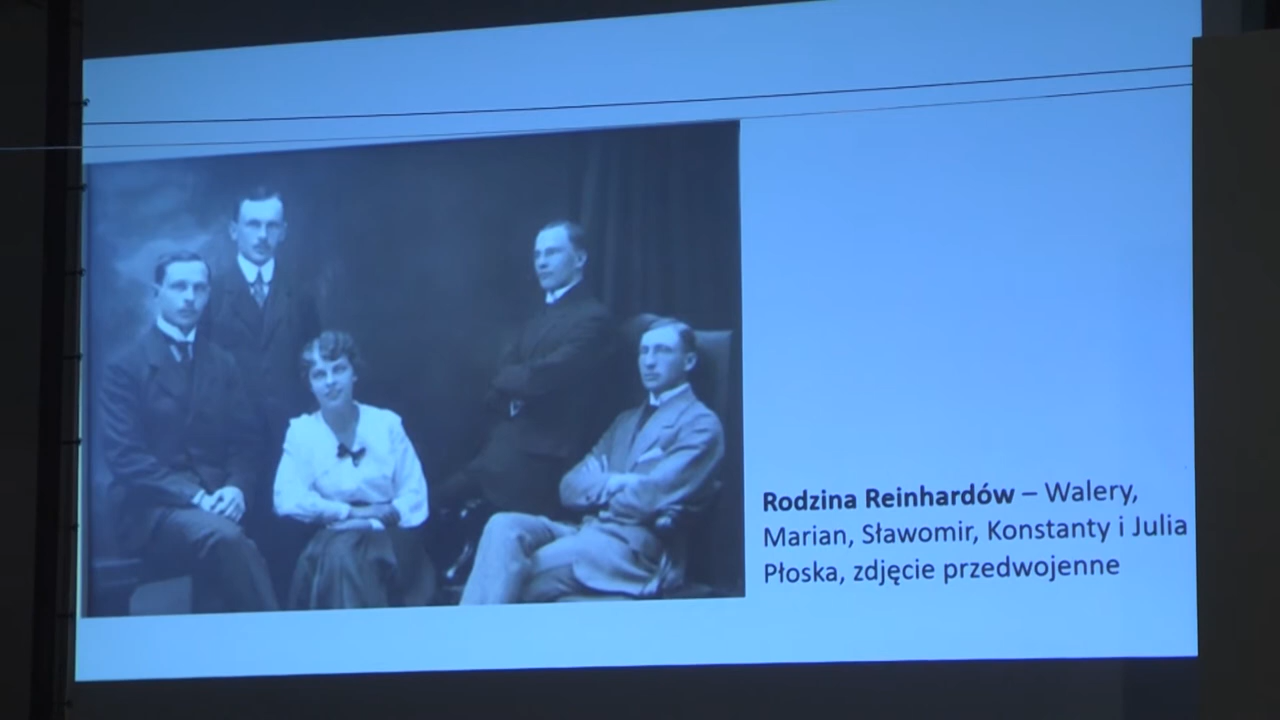 Rodzina Reinhardów – Walery,
Marian, Sławomir, Konstanty i Julia
Płoska, zdjęcie przedwojenne